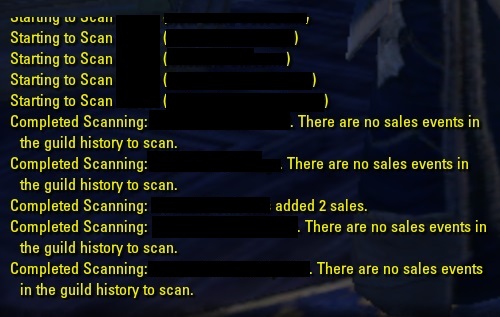 Starting to Scan ( )
Starting to Scan ( )
Starting to Scan ( )
Starting to Scan ( )
Starting to Scan ( )
Completed Scanning: . There are no sales events in
the guild history to scan.
Completed Scanning: . There are no sales events in
the guild history to scan.
Completed Scanning: added 2 sales.
Completed Scanning: . There are no sales events in
the guild history to scan.
Completed Scanning: . There are no sales events
in the guild history to scan.